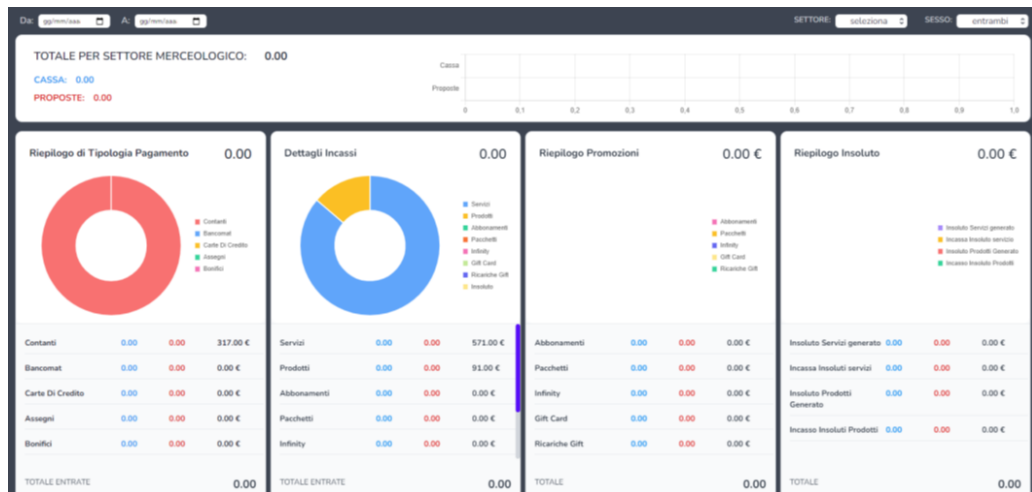 Da: gg/mm/aaa A: gg/mm/aaa SETTORE: seleziona SESSO: entrambi
TOTALE PER SETTORE MERCEOLOGICO: 0.00
CASSA: 0.00
PROPOSTE: 0.00
Cassa
Proposte
0 0,1 0,2 0,3 0,4 0,5 0,6 0,7 0,8 0,9 1,0
Riepilogo di Tipologia Pagamento 0.00
Contanti
Bancomat
Carte Di Credito
Assegni
Bonifici
Contanti 0.00 0.00 317.00 €
Bancomat 0.00 0.00 0.00 €
Carte Di Credito 0.00 0.00 0.00 €
Assegni 0.00 0.00 0.00 €
Bonifici 0.00 0.00 0.00 €
TOTALE ENTRATE 0.00
Dettagli Incassi 0.00
Servizi
Prodotti
Abbonamenti
Pacchetti
Infinity
Gift Card
Ricariche Gift
Insoluto
Servizi 0.00 0.00 571.00 €
Prodotti 0.00 0.00 91.00 €
Abbonamenti 0.00 0.00 0.00 €
Pacchetti 0.00 0.00 0.00 €
Infinity 0.00 0.00 0.00 €
TOTALE ENTRATE 0.00
Riepilogo Promozioni 0.00 €
Abbonamenti
Pacchetti
Infinity
Gift Card
Ricariche Gift
Abbonamenti 0.00 0.00 0.00 €
Pacchetti 0.00 0.00 0.00 €
Infinity 0.00 0.00 0.00 €
Gift Card 0.00 0.00 0.00 €
Ricariche Gift 0.00 0.00 0.00 €
TOTALE 0.00
Riepilogo Insoluto 0.00 €
Insoluto Servizi generato
Incassa Insoluto servizio
Insoluto Prodotti Generato
Incasso Insoluto Prodotti
Insoluto Servizi generato 0.00 0.00 0.00 €
Incassa Insoluti servizi 0.00 0.00 0.00 €
Insoluto Prodotti 0.00 0.00 0.00 €
Generato
Incasso Insoluti Prodotti 0.00 0.00 0.00 €
TOTALE 0.00